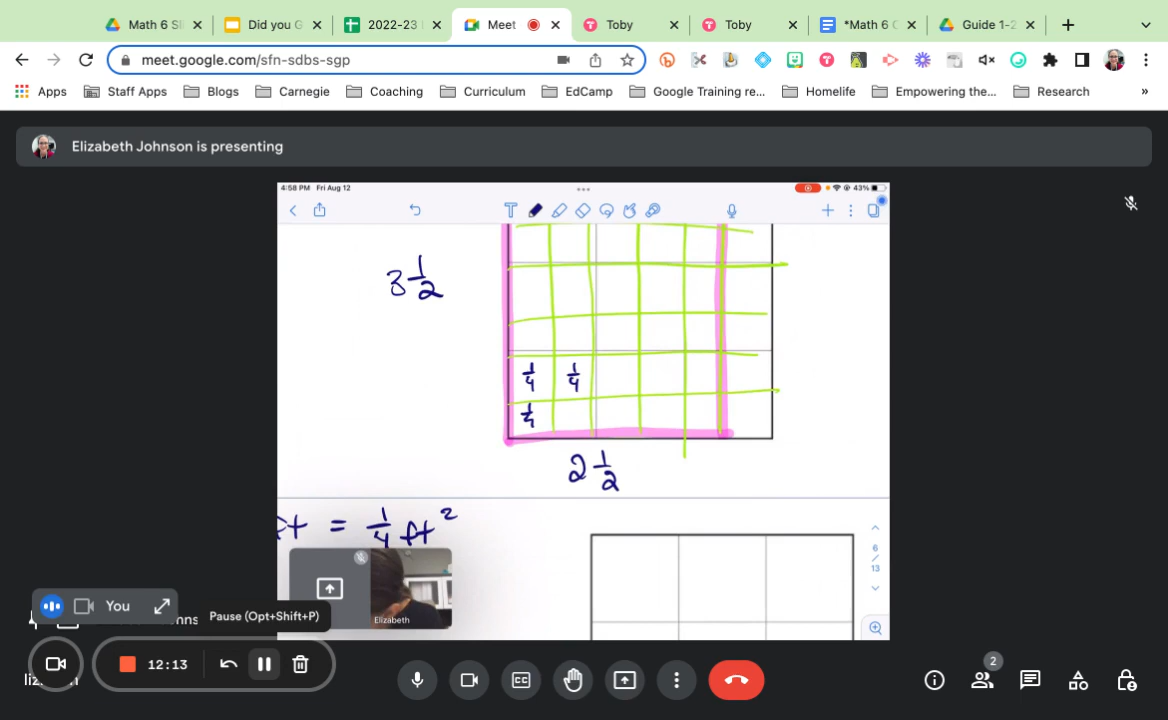 Math 6 S
Did you G
2022-23
Meet
Toby
Toby
*Math 6 C
Guide 1-2
meet.google.com/sfn-sdbs-sgp
Apps
Staff Apps
Blogs
Carnegie
Coaching
Curriculum
EdCamp
Google Training re...
Homelife
Empowering the...
Research
»
Elizabeth Johnson is presenting
4:58 PM Fri Aug 12
43%
3 1/2
1/4 1/4
1/4
2 1/2
= 1/4 ft²
6
/
13
You
Elizabeth
Pause (Opt+Shift+P)
12:13
2